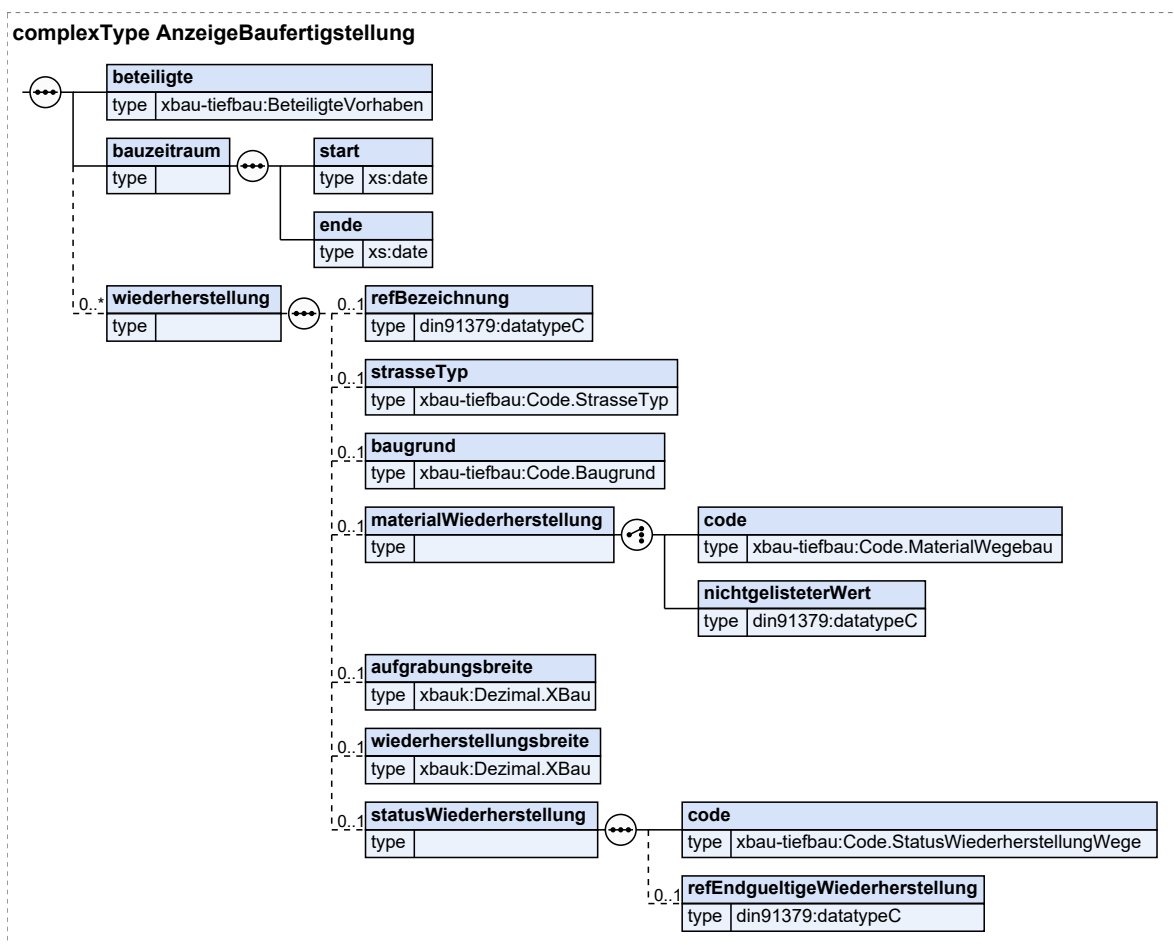 complexType AnzeigeBaufertigstellung
beteiligte
type xbau-tiefbau:BeteiligteVorhaben
bauzeitraum
type
start
type xs:date
ende
type xs:date
0..* wiederherstellung
type
0..1 refBezeichnung
type din91379:datatypeC
0..1 strasseTyp
type xbau-tiefbau:Code.StrasseTyp
0..1 baugrund
type xbau-tiefbau:Code.Baugrund
0..1 materialWiederherstellung
type
code
type xbau-tiefbau:Code.MaterialWegebau
nichtgelisteterWert
type din91379:datatypeC
0..1 aufgrabungsbreite
type xbauk:Dezimal.XBau
0..1 wiederherstellungsbreite
type xbauk:Dezimal.XBau
0..1 statusWiederherstellung
type
code
type xbau-tiefbau:Code.StatusWiederherstellungWege
0..1 refEndgueltigeWiederherstellung
type din91379:datatypeC